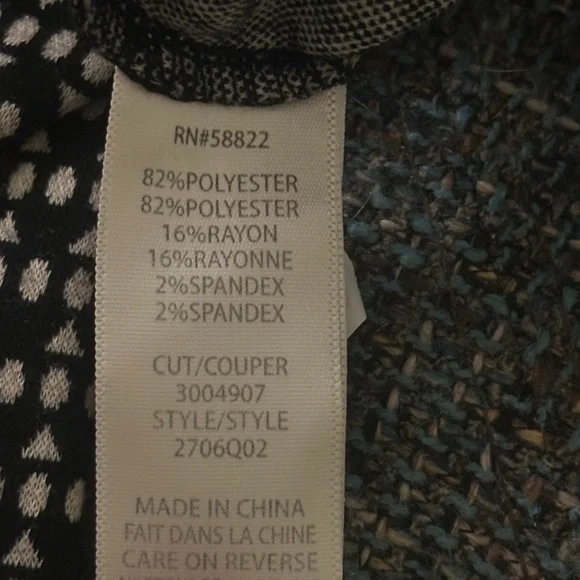 RN#58822
82%POLYESTER
82%POLYESTER
16%RAYON
16%RAYONNE
2%SPANDEX
2%SPANDEX
CUT/COUPER
3004907
STYLE/STYLE
2706Q02
MADE IN CHINA
FAIT DANS LA CHINE
CARE ON REVERSE